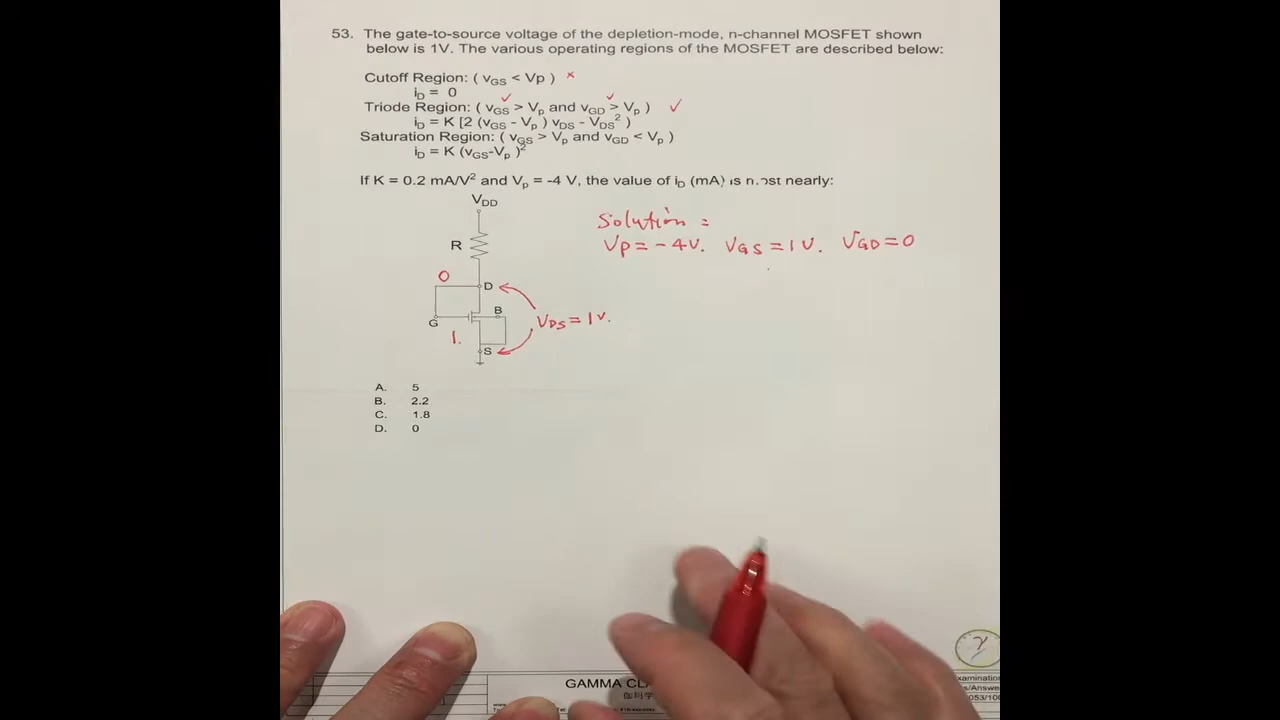 53. The gate-to-source voltage of the depletion-mode, n-channel MOSFET shown
below is 1V. The various operating regions of the MOSFET are described below:
Cutoff Region: ( vGS < Vp ) ×
iD = 0
✓ ✓
Triode Region: ( vGS > Vp and vGD > Vp ) ✓
iD = K [2 (vGS - Vp ) vDS - VDS² )
Saturation Region: ( vGS > Vp and vGD < Vp )
iD = K (vGS-Vp )²
If K = 0.2 mA/V² and Vp = -4 V, the value of iD (mA) is most nearly:
VDD
Solution :
R
VP = -4V. VGS = 1V. VGD = 0
0
D
B
G
VDS = 1V.
1.
S
A. 5
B. 2.2
C. 1.8
D. 0
γ
GAMMA